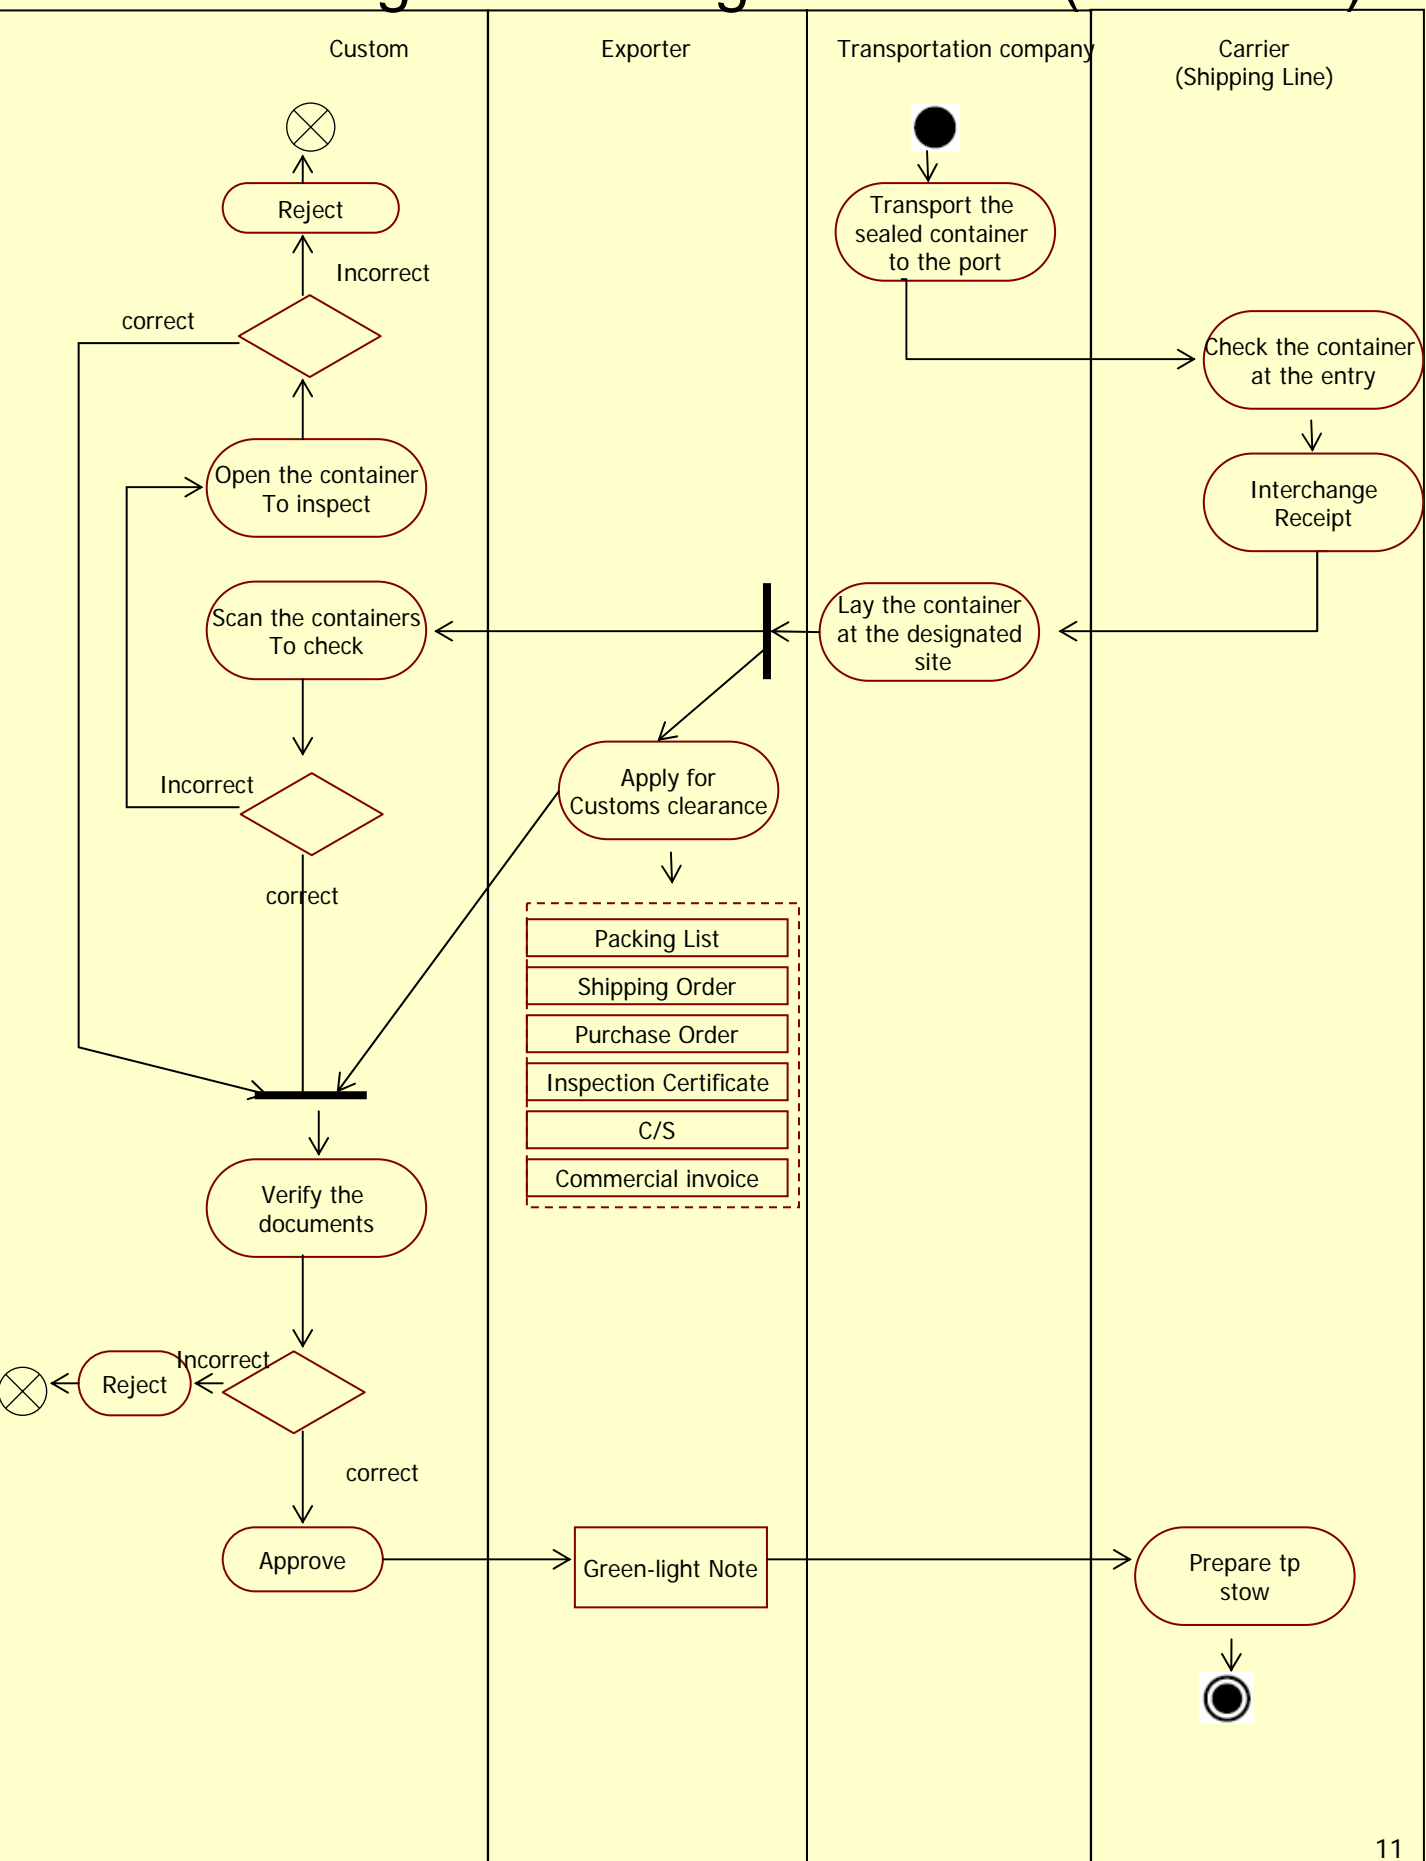 Custom
Exporter
Transportation company
Carrier
(Shipping Line)
Reject
Transport the
sealed container
to the port
Incorrect
correct
Check the container
at the entry
Open the container
To inspect
Interchange
Receipt
Scan the containers
To check
Lay the container
at the designated
site
Incorrect
Apply for
Customs clearance
correct
Packing List
Shipping Order
Purchase Order
Inspection Certificate
C/S
Commercial invoice
Verify the
documents
Incorrect
Reject
correct
Approve
Green-light Note
Prepare tp
stow
11